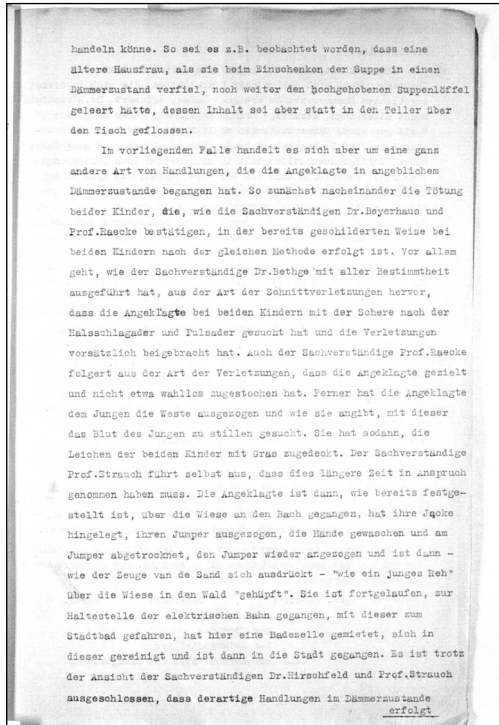 handeln könne. So sei es z.B. beobachtet worden, dass eine
ältere Hausfrau, als sie beim Einschenken der Suppe in einen
Dämmerzustand verfiel, noch weiter den hochgehobenen Suppenlöffel
geleert hätte, dessen Inhalt sei aber statt in den Teller über
den Tisch geflossen.
Im vorliegenden Falle handelt es sich aber um eine ganz
andere Art von Handlungen, die die Angeklagte in angeblichem
Dämmerzustande begangen hat. So zunächst nacheinander die Tötung
beider Kinder, die, wie die Sachverständigen Dr.Beyerhaus und
Prof.Raecke bestätigen, in der bereits geschilderten Weise bei
beiden Kindern nach der gleichen Methode erfolgt ist. Vor allem
geht, wie der Sachverständige Dr.Bethge mit aller Bestimmtheit
ausgeführt hat, aus der Art der Schnittverletzungen hervor,
dass die Angeklagte bei beiden Kindern mit der Schere nach der
Halsschlagader und Pulsader gesucht hat und die Verletzungen
vorsätzlich beigebracht hat. Auch der Sachverständige Prof.Raecke
folgert aus der Art der Verletzungen, dass die Angeklagte gezielt
und nicht etwa wahllos zugestochen hat. Ferner hat die Angeklagte
dem Jungen die Weste ausgezogen und wie sie angibt, mit dieser
das Blut des Jungen zu stillen gesucht. Sie hat sodann, die
Leichen der beiden Kinder mit Gras zugedeckt. Der Sachverständige
Prof.Strauch führt selbst aus, dass dies längere Zeit in Anspruch
genommen haben muss. Die Angeklagte ist dann, wie bereits festge-
stellt ist, über die Wiese an den Bach gegangen, hat ihre Jacke
hingelegt, ihren Jumper ausgezogen, die Hände gewaschen und am
Jumper abgetrocknet, den Jumper wieder angezogen und ist dann -
wie der Zeuge van de Sand sich ausdrückt - "wie ein junges Reh"
über die Wiese in den Wald "gehüpft". Sie ist fortgelaufen, zur
Haltestelle der elektrischen Bahn gegangen, mit dieser zum
Stadtbad gefahren, hat hier eine Badezelle gemietet, sich in
dieser gereinigt und ist dann in die Stadt gegangen. Es ist trotz
der Ansicht der Sachverständigen Dr.Hirschfeld und Prof.Strauch
ausgeschlossen, dass derartige Handlungen im Dämmerzustande
erfolgt